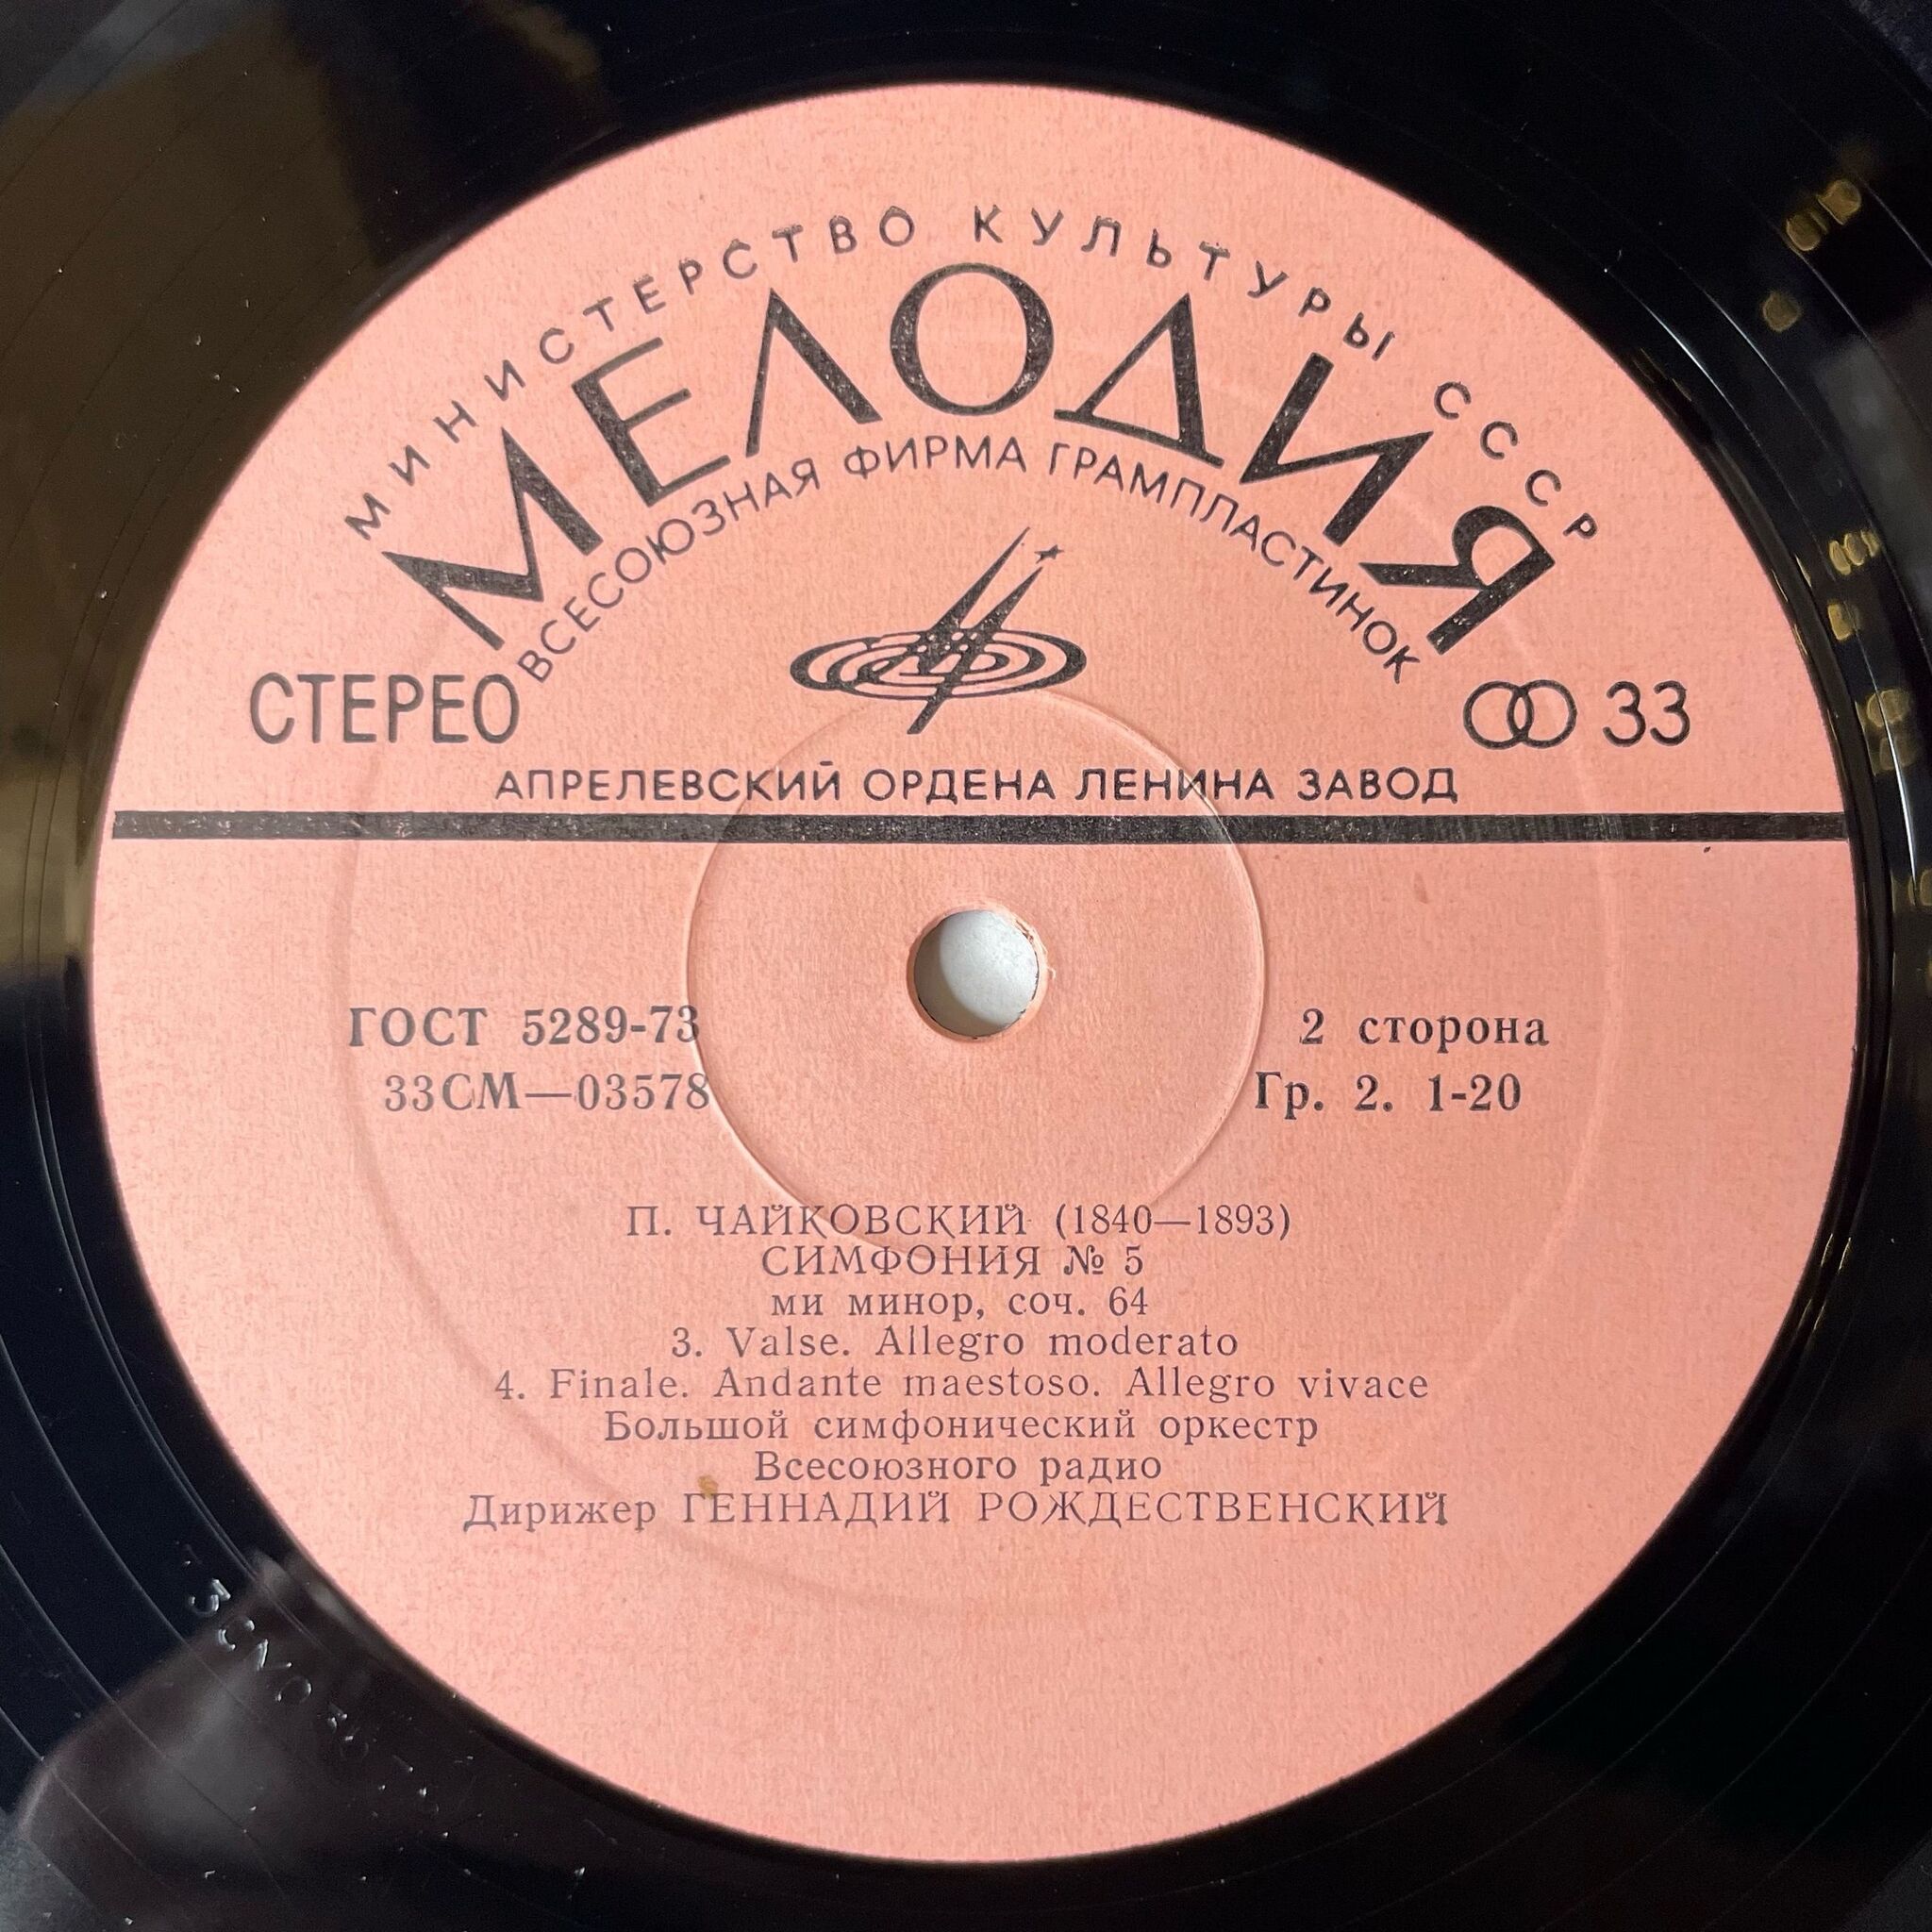 МИНИСТЕРСТВО КУЛЬТУРЫ СССР
МЕЛОДИЯ
ВСЕСОЮЗНАЯ ФИРМА ГРАМПЛАСТИНОК
СТЕРЕО
33
АПРЕЛЕВСКИЙ ОРДЕНА ЛЕНИНА ЗАВОД
ГОСТ 5289-73
2 сторона
33СМ—03578
Гр. 2. 1-20
П. ЧАЙКОВСКИЙ (1840—1893)
СИМФОНИЯ № 5
ми минор, соч. 64
3. Valse. Allegro moderato
4. Finale. Andante maestoso. Allegro vivace
Большой симфонический оркестр
Всесоюзного радио
Дирижер ГЕННАДИЙ РОЖДЕСТВЕНСКИЙ